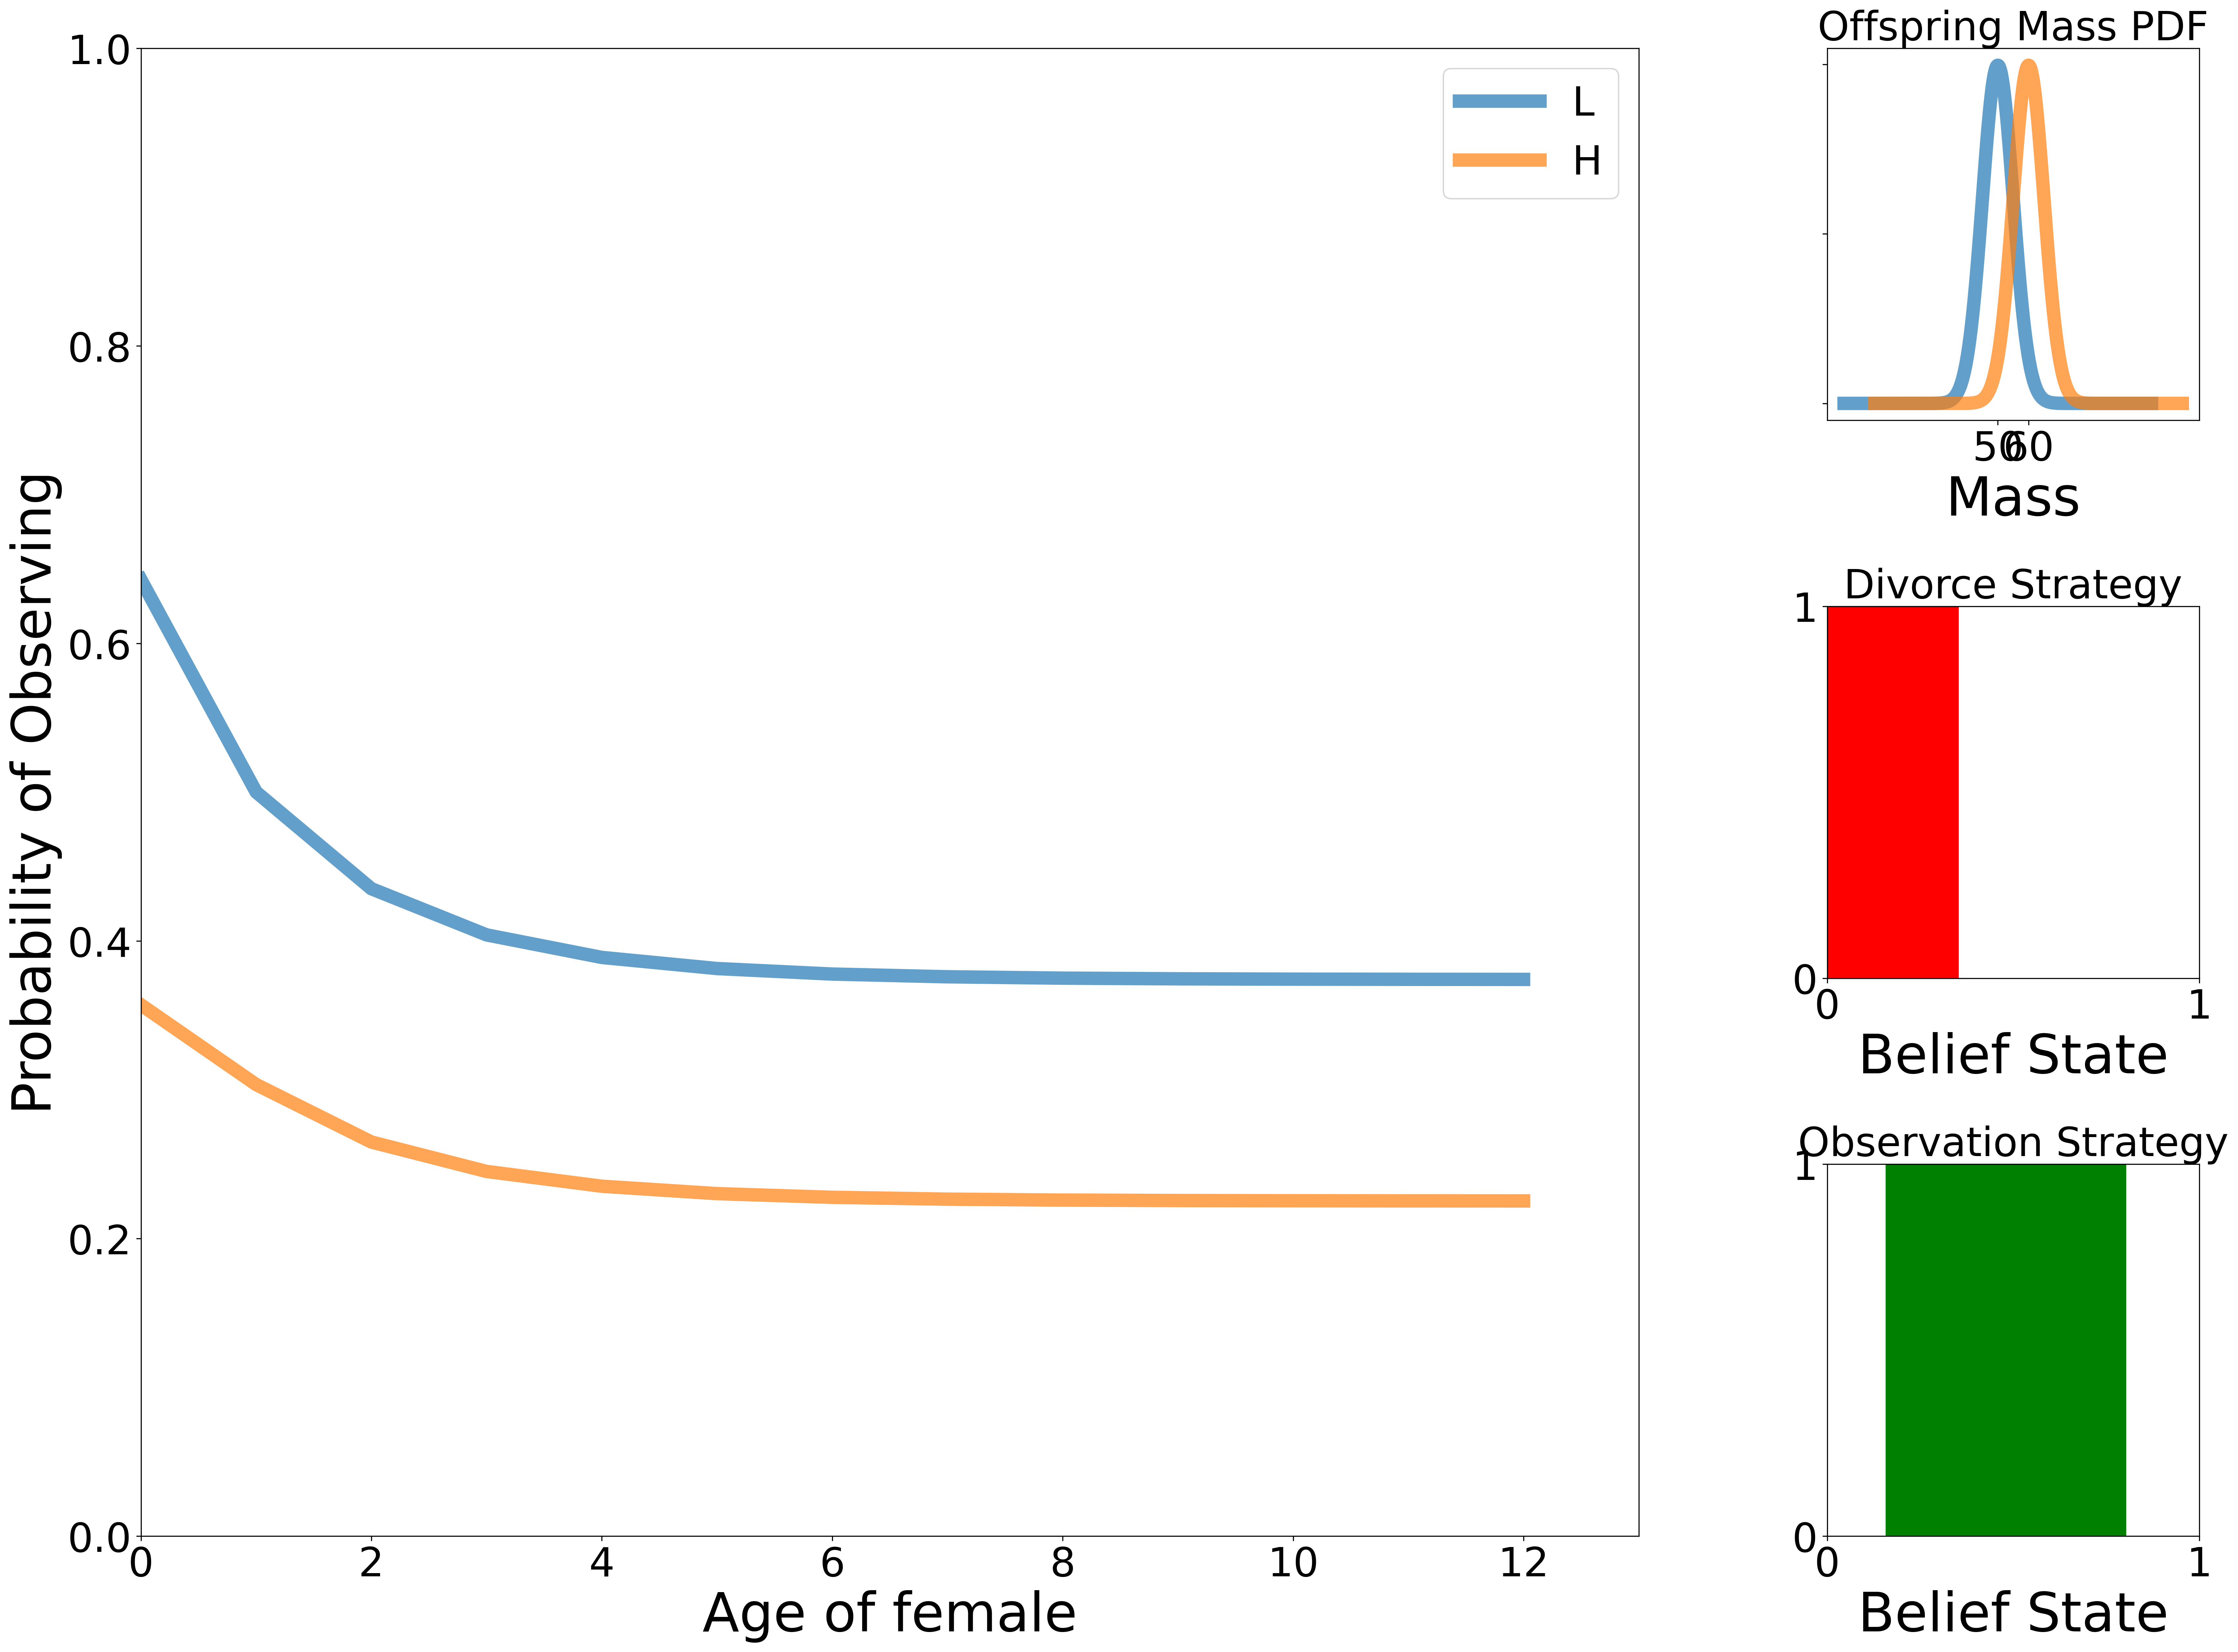 Probability of Observing
1.0
0.8
0.6
0.4
0.2
0.0
0 2 4 6 8 10 12
Age of female
L
H
Offspring Mass PDF
50 60
Mass
Divorce Strategy
1
0
0 1
Belief State
Observation Strategy
1
0
0 1
Belief State